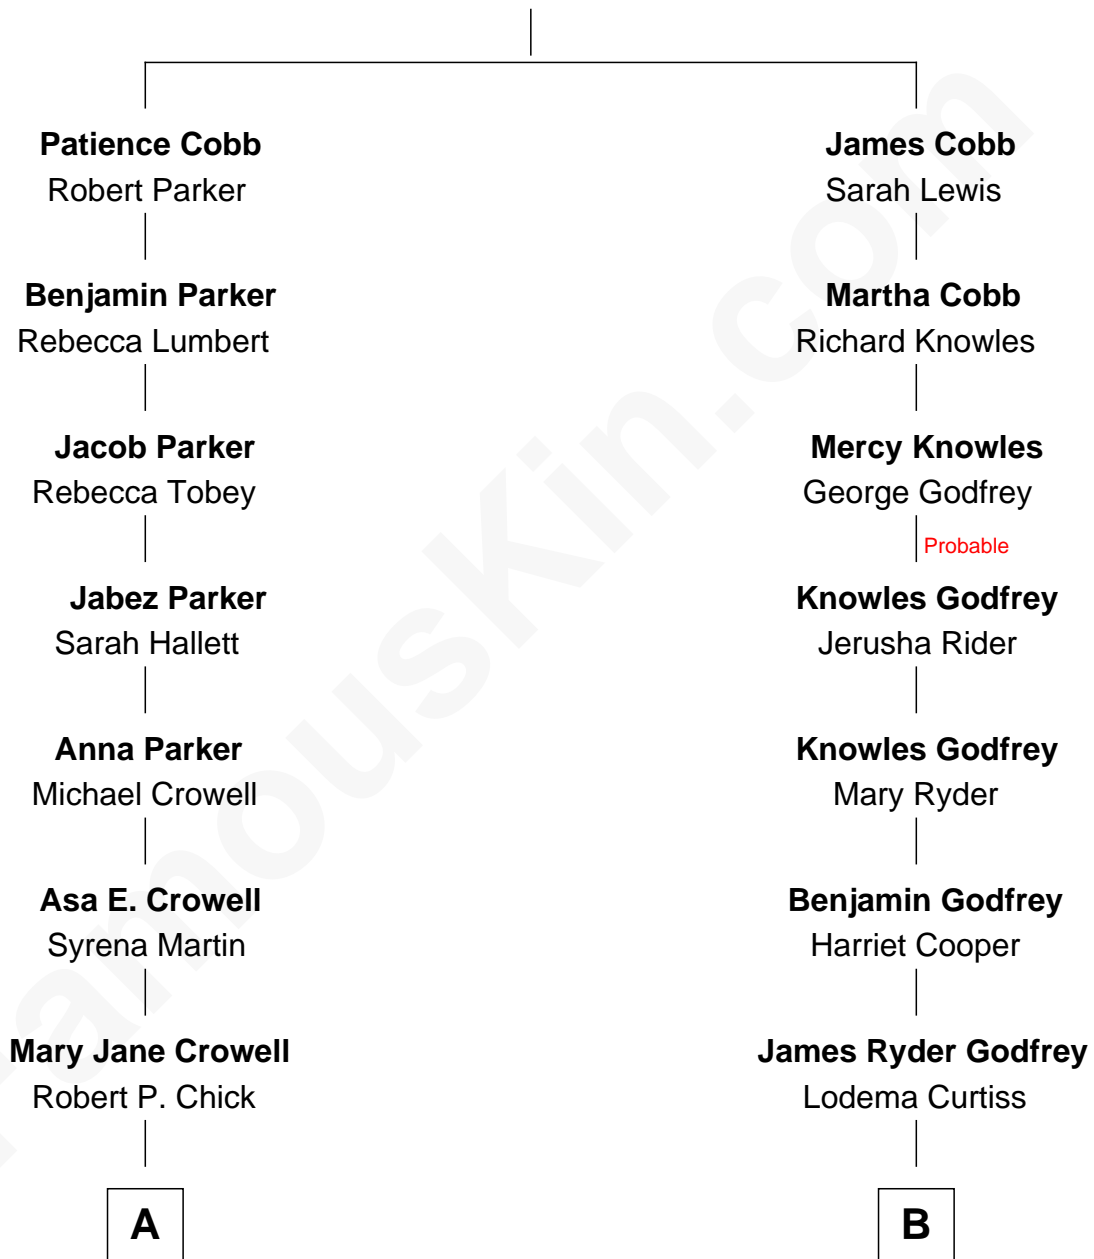 Patience Cobb
Robert Parker
Benjamin Parker
Rebecca Lumbert
Jacob Parker
Rebecca Tobey
Jabez Parker
Sarah Hallett
Anna Parker
Michael Crowell
Asa E. Crowell
Syrena Martin
Mary Jane Crowell
Robert P. Chick
A
James Cobb
Sarah Lewis
Martha Cobb
Richard Knowles
Mercy Knowles
George Godfrey
Probable
Knowles Godfrey
Jerusha Rider
Knowles Godfrey
Mary Ryder
Benjamin Godfrey
Harriet Cooper
James Ryder Godfrey
Lodema Curtiss
B
FamousKin.com